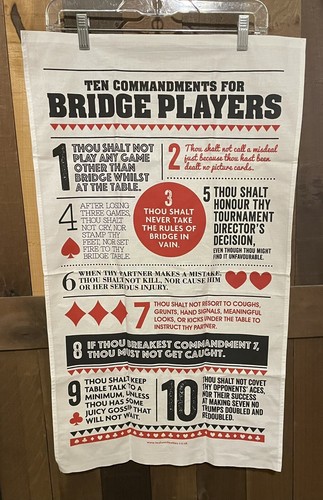 TEN COMMANDMENTS FOR
BRIDGE PLAYERS
1 THOU SHALT NOT
PLAY ANY GAME
OTHER THAN
BRIDGE WHILST
AT THE TABLE.
2 Thou shalt not call a misdeal
just because thou hast been
dealt no picture cards.
3
THOU SHALT
NEVER TAKE
THE RULES OF
BRIDGE IN
VAIN.
4 AFTER LOSING
THREE GAMES,
THOU SHALT
NOT CRY, NOR
STAMP THY
FEET, NOR SET
FIRE TO THY
BRIDGE TABLE
5 THOU SHALT
HONOUR THY
TOURNAMENT
DIRECTOR'S
DECISION.
EVEN THOUGH THOU MIGHT
FIND IT UNFAVOURABLE.
6 WHEN THY PARTNER MAKES A MISTAKE,
THOU SHALT NOT KILL, NOR CAUSE HIM
OR HER SERIOUS INJURY.
7 THOU SHALT NOT RESORT TO COUGHS,
GRUNTS, HAND SIGNALS, MEANINGFUL
LOOKS, OR KICKS UNDER THE TABLE TO
INSTRUCT THY PARTNER.
8 IF THOU BREAKEST COMMANDMENT 7,
THOU MUST NOT GET CAUGHT.
9 THOU SHALT KEEP
TABLE TALK TO A
MINIMUM, UNLESS
THOU HAS SOME
JUICY GOSSIP THAT
WILL NOT WAIT.
10 THOU SHALT NOT COVET
THY OPPONENTS' ACES,
NOR THEIR SUCCESS
AT MAKING SEVEN NO
TRUMPS DOUBLED AND
REDOUBLED.